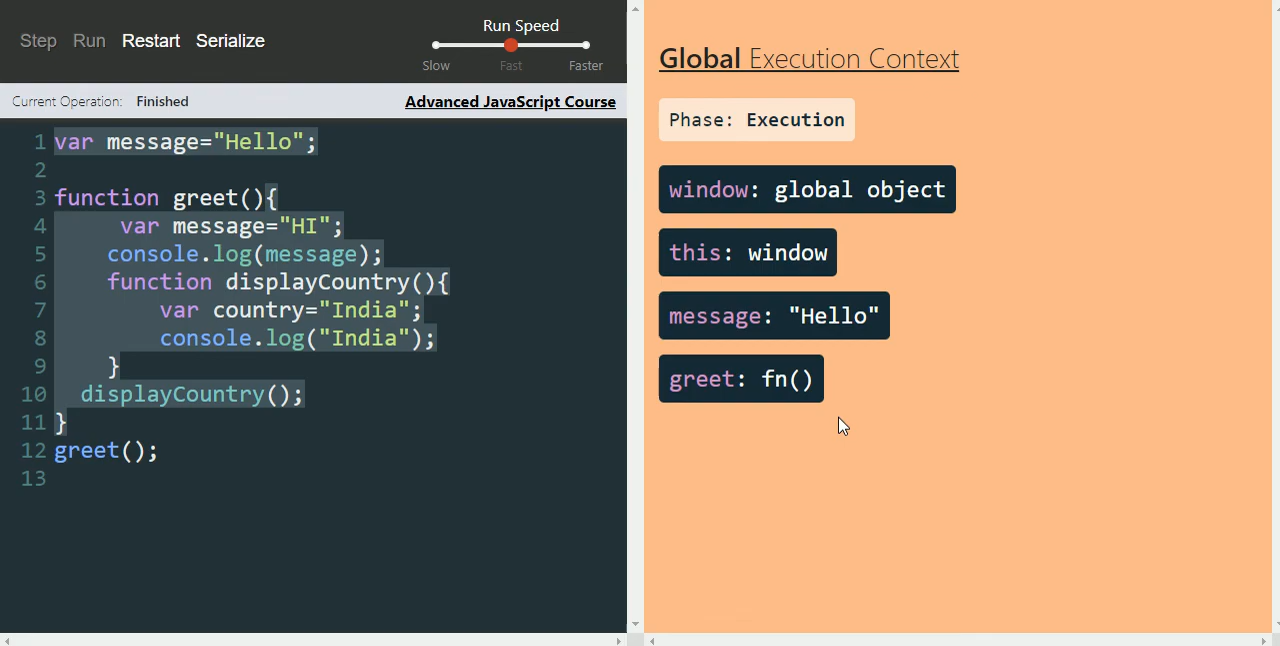 Step Run Restart Serialize
Run Speed
Slow Fast Faster
Current Operation: Finished Advanced JavaScript Course
1 var message="Hello";
2
3 function greet(){
4 var message="HI";
5 console.log(message);
6 function displayCountry(){
7 var country="India";
8 console.log("India");
9 }
10 displayCountry();
11 }
12 greet();
13
Global Execution Context
Phase: Execution
window: global object
this: window
message: "Hello"
greet: fn()